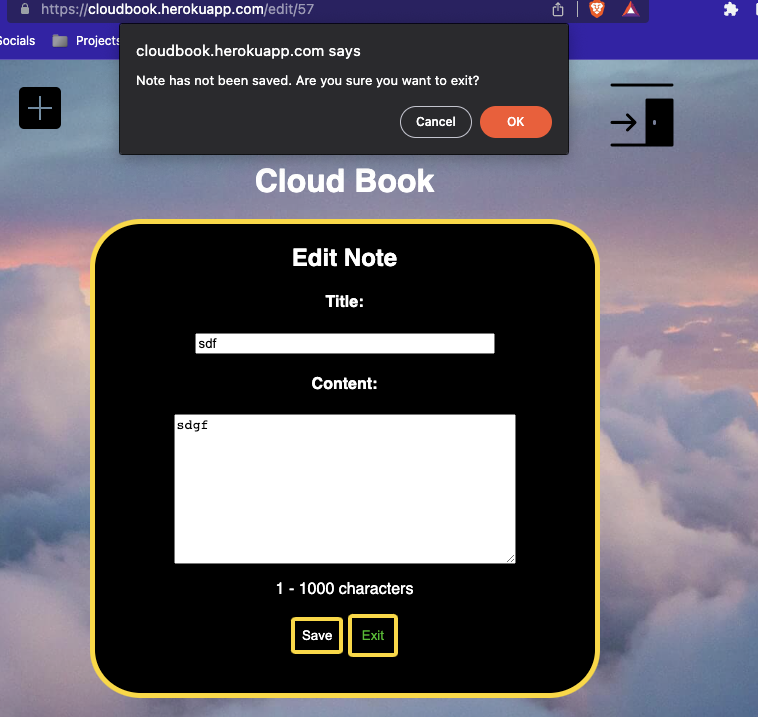 https://cloudbook.herokuapp.com/edit/57
Socials
Projects
cloudbook.herokuapp.com says
Note has not been saved. Are you sure you want to exit?
Cancel
OK
Cloud Book
Edit Note
Title:
sdf
Content:
sdgf
1 - 1000 characters
Save
Exit